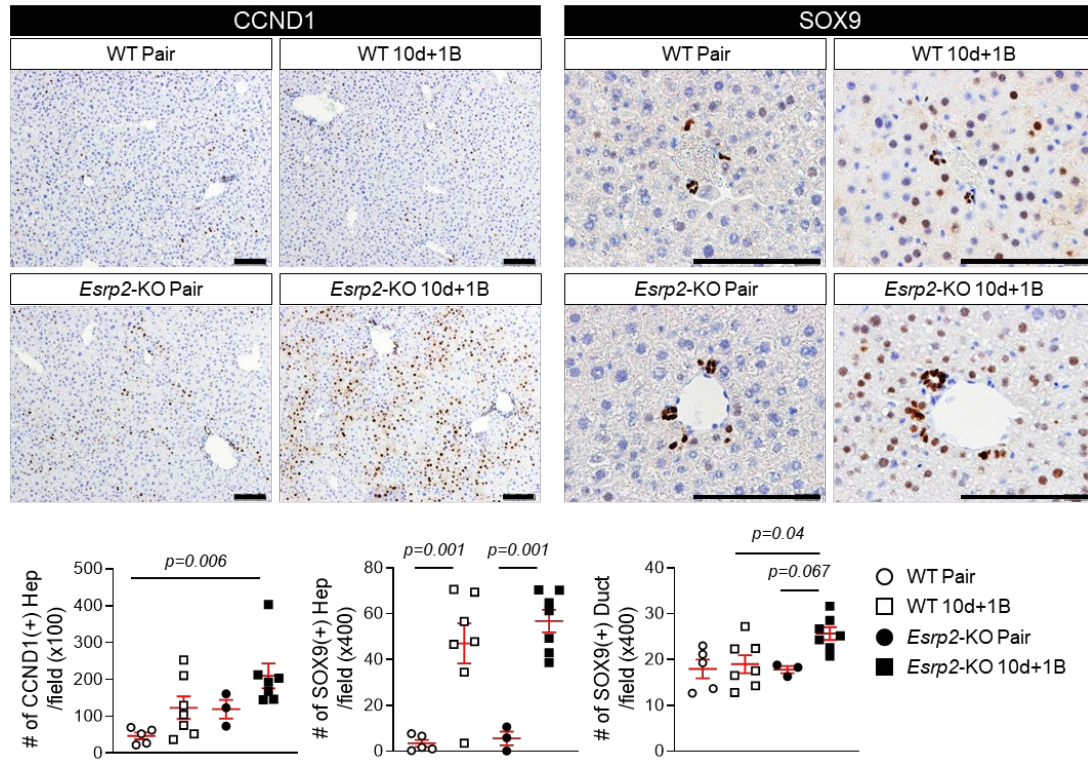 CCND1
SOX9
WT Pair
WT 10d+1B
WT Pair
WT 10d+1B
Esrp2-KO Pair
Esrp2-KO 10d+1B
Esrp2-KO Pair
Esrp2-KO 10d+1B
# of CCND1(+) Hep
/field (x100)
500
400
300
200
100
0
p=0.006
# of SOX9(+) Hep
/field (x400)
80
60
40
20
0
p=0.001
p=0.001
# of SOX9(+) Duct
/field (x400)
40
30
20
10
0
p=0.04
p=0.067
WT Pair
WT 10d+1B
Esrp2-KO Pair
Esrp2-KO 10d+1B